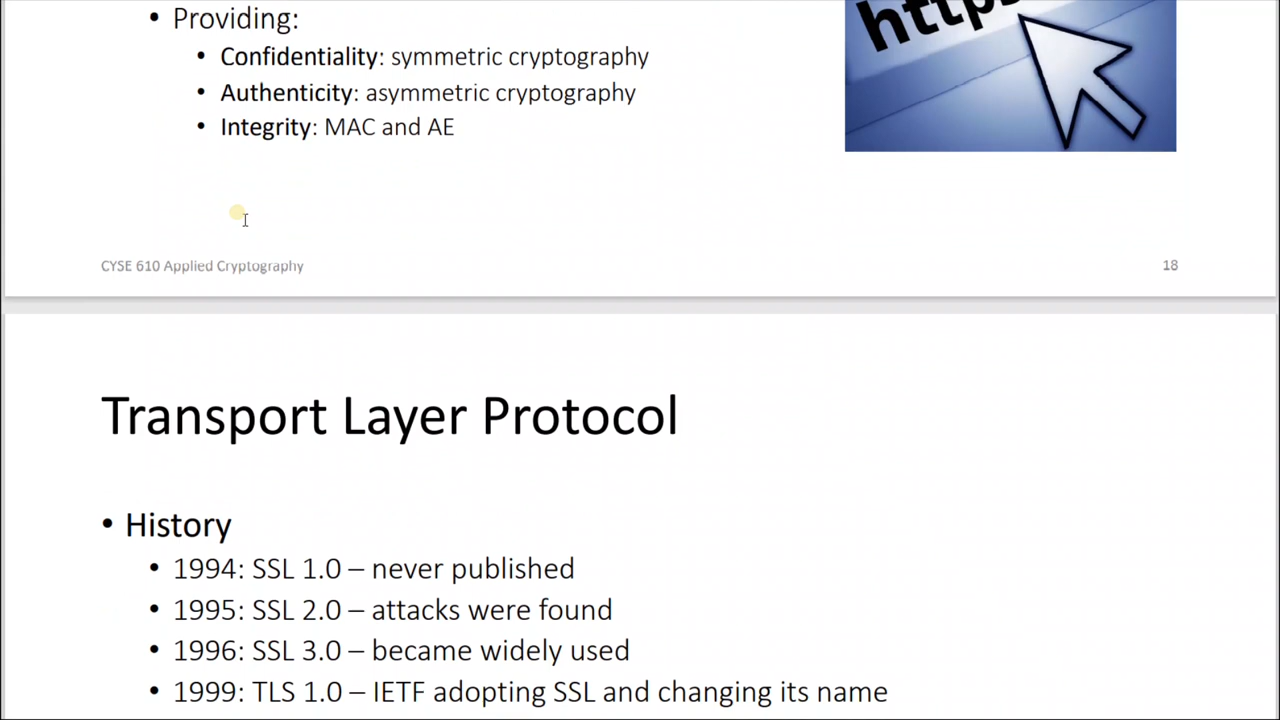 • Providing:
https
• Confidentiality: symmetric cryptography
• Authenticity: asymmetric cryptography
• Integrity: MAC and AE
CYSE 610 Applied Cryptography
18
Transport Layer Protocol
• History
• 1994: SSL 1.0 – never published
• 1995: SSL 2.0 – attacks were found
• 1996: SSL 3.0 – became widely used
• 1999: TLS 1.0 – IETF adopting SSL and changing its name